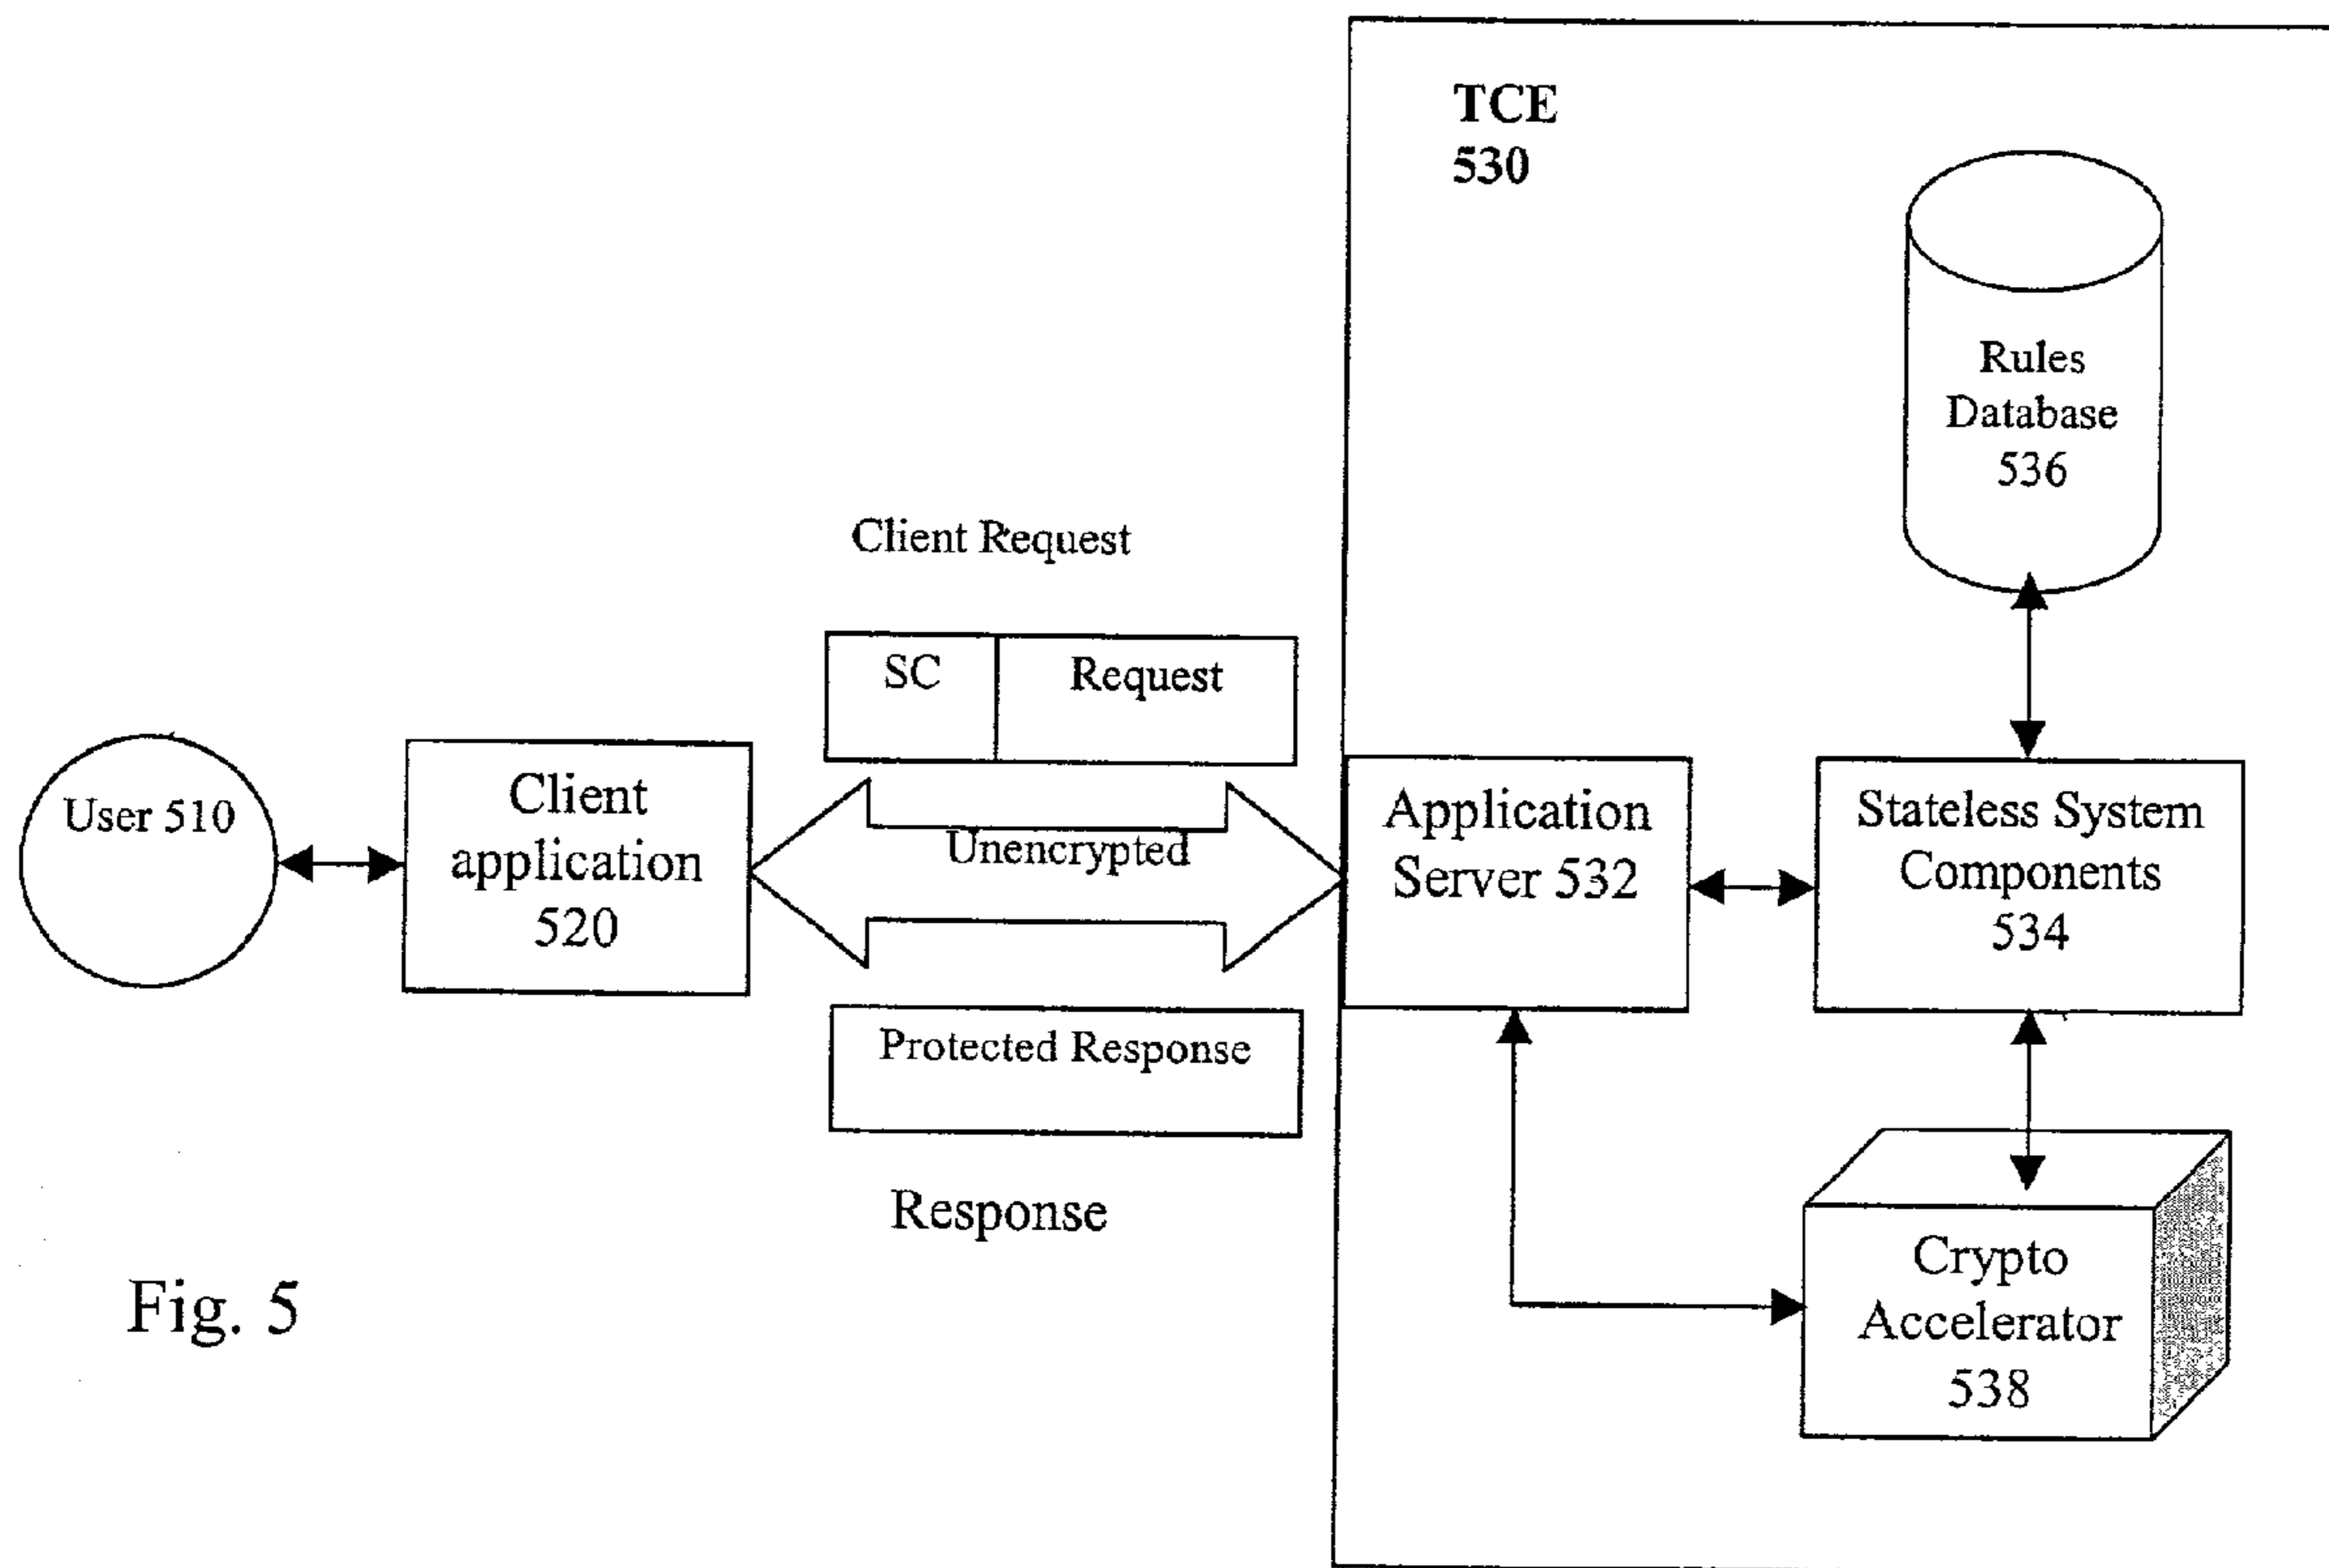 TCE
530
Rules
Database
536
Client Request
SC
Request
User 510
Client
application
520
Unencrypted
Application
Server 532
Stateless System
Components
534
Protected Response
Response
Crypto
Accelerator
538
Fig. 5